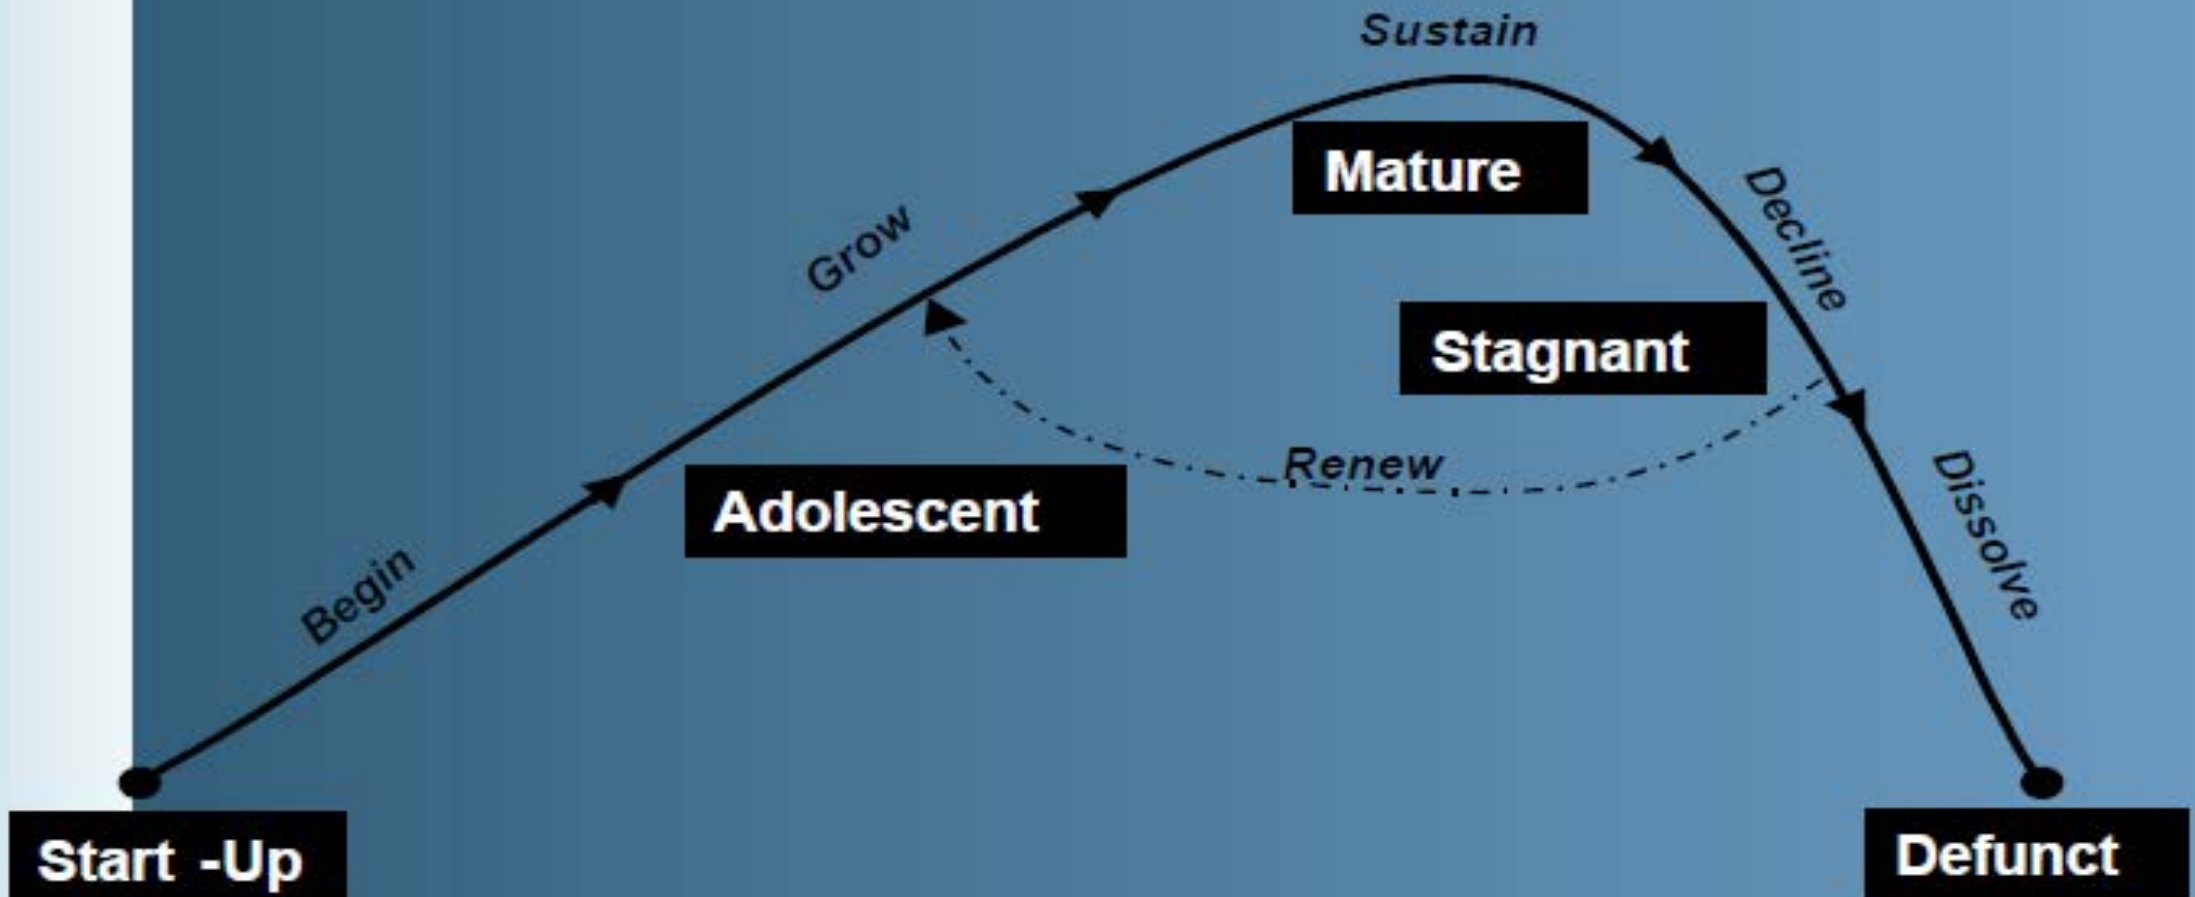 Sustain
Mature
Decline
Grow
Stagnant
Renew
Adolescent
Dissolve
Begin
Start -Up
Defunct